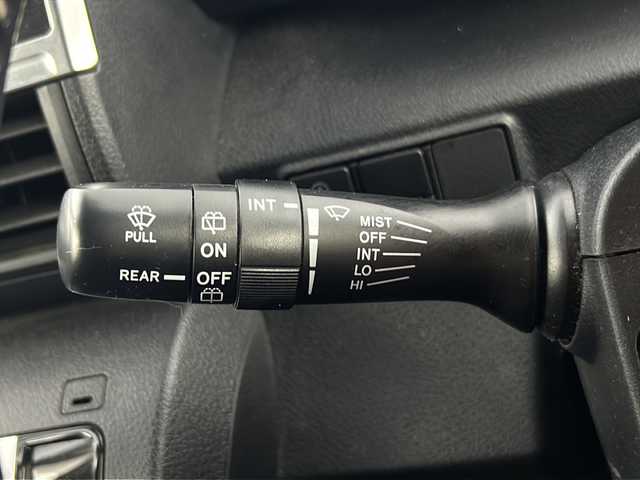 PULL
REAR
ON
OFF
INT
MIST
OFF
INT
LO
HI